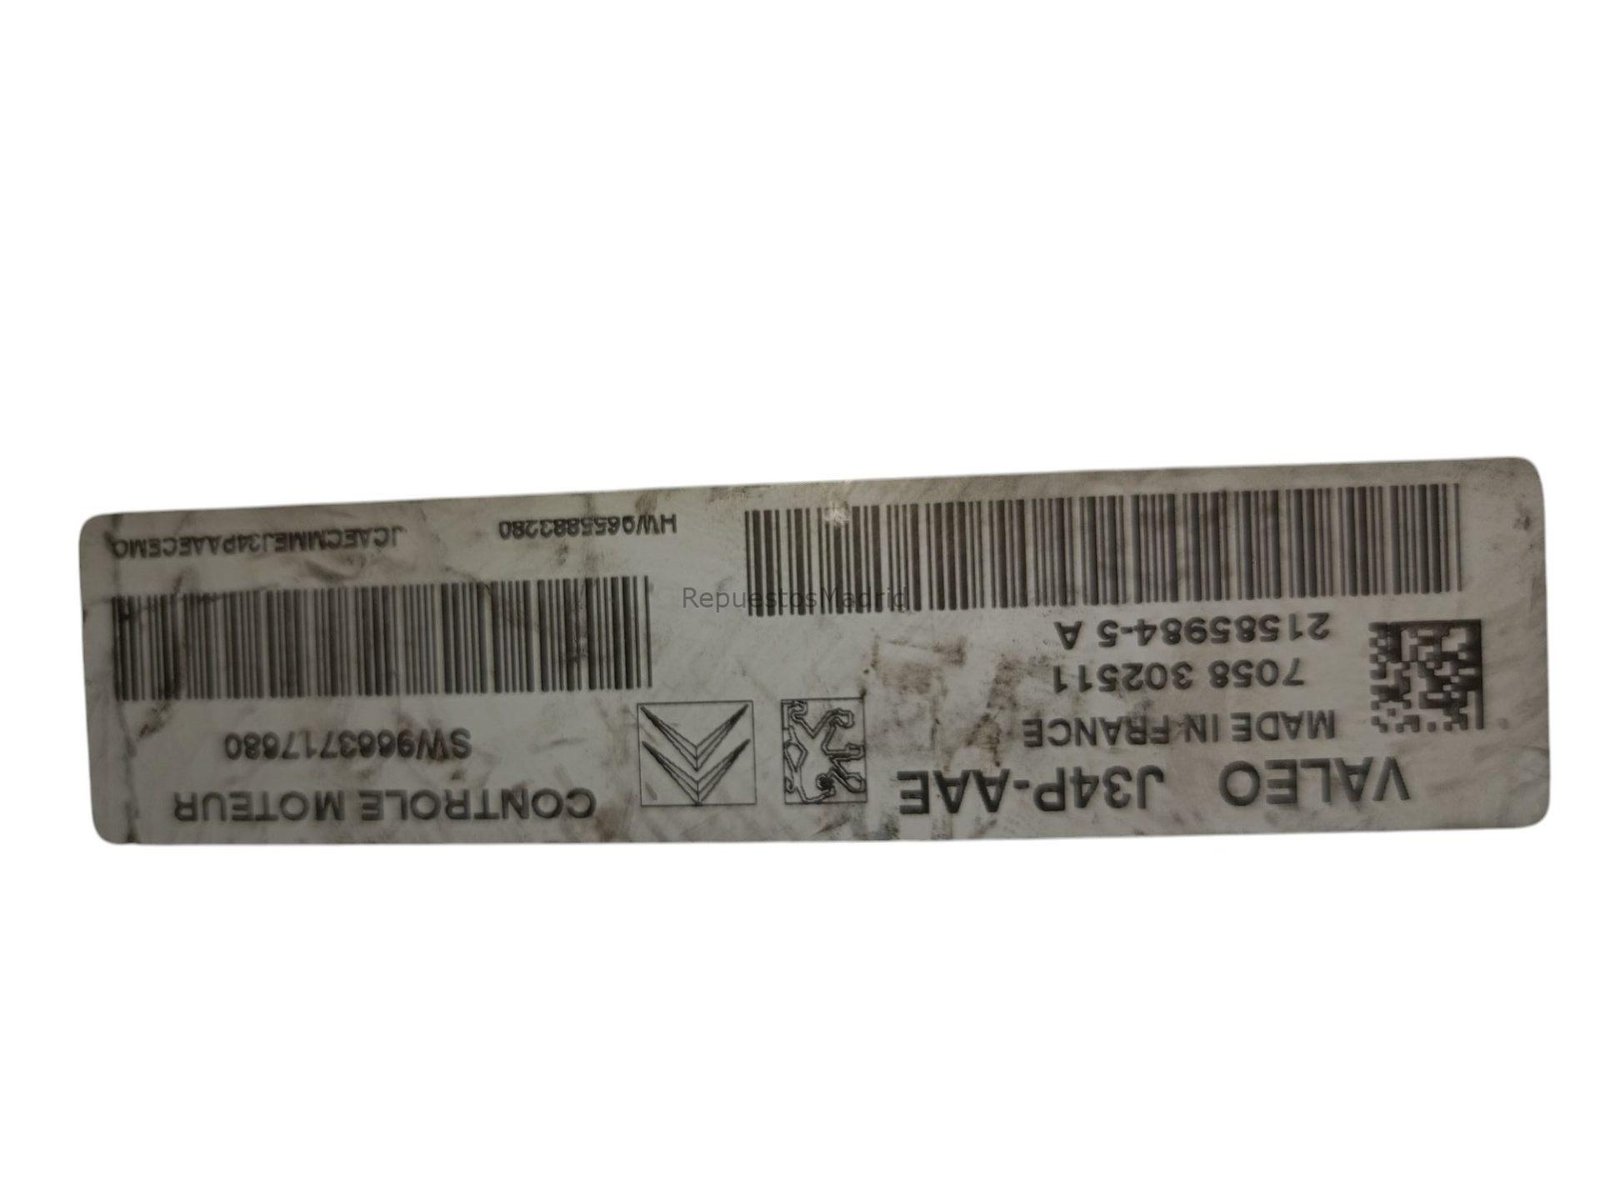 VALEO J34P-AAE
MADE IN FRANCE
7058 302511
21585984-5 A
CONTROLE MOTEUR
SW9663717680
HW9655883280 JCAECMMEJ34PAAECEMO
RepuestosMadrid